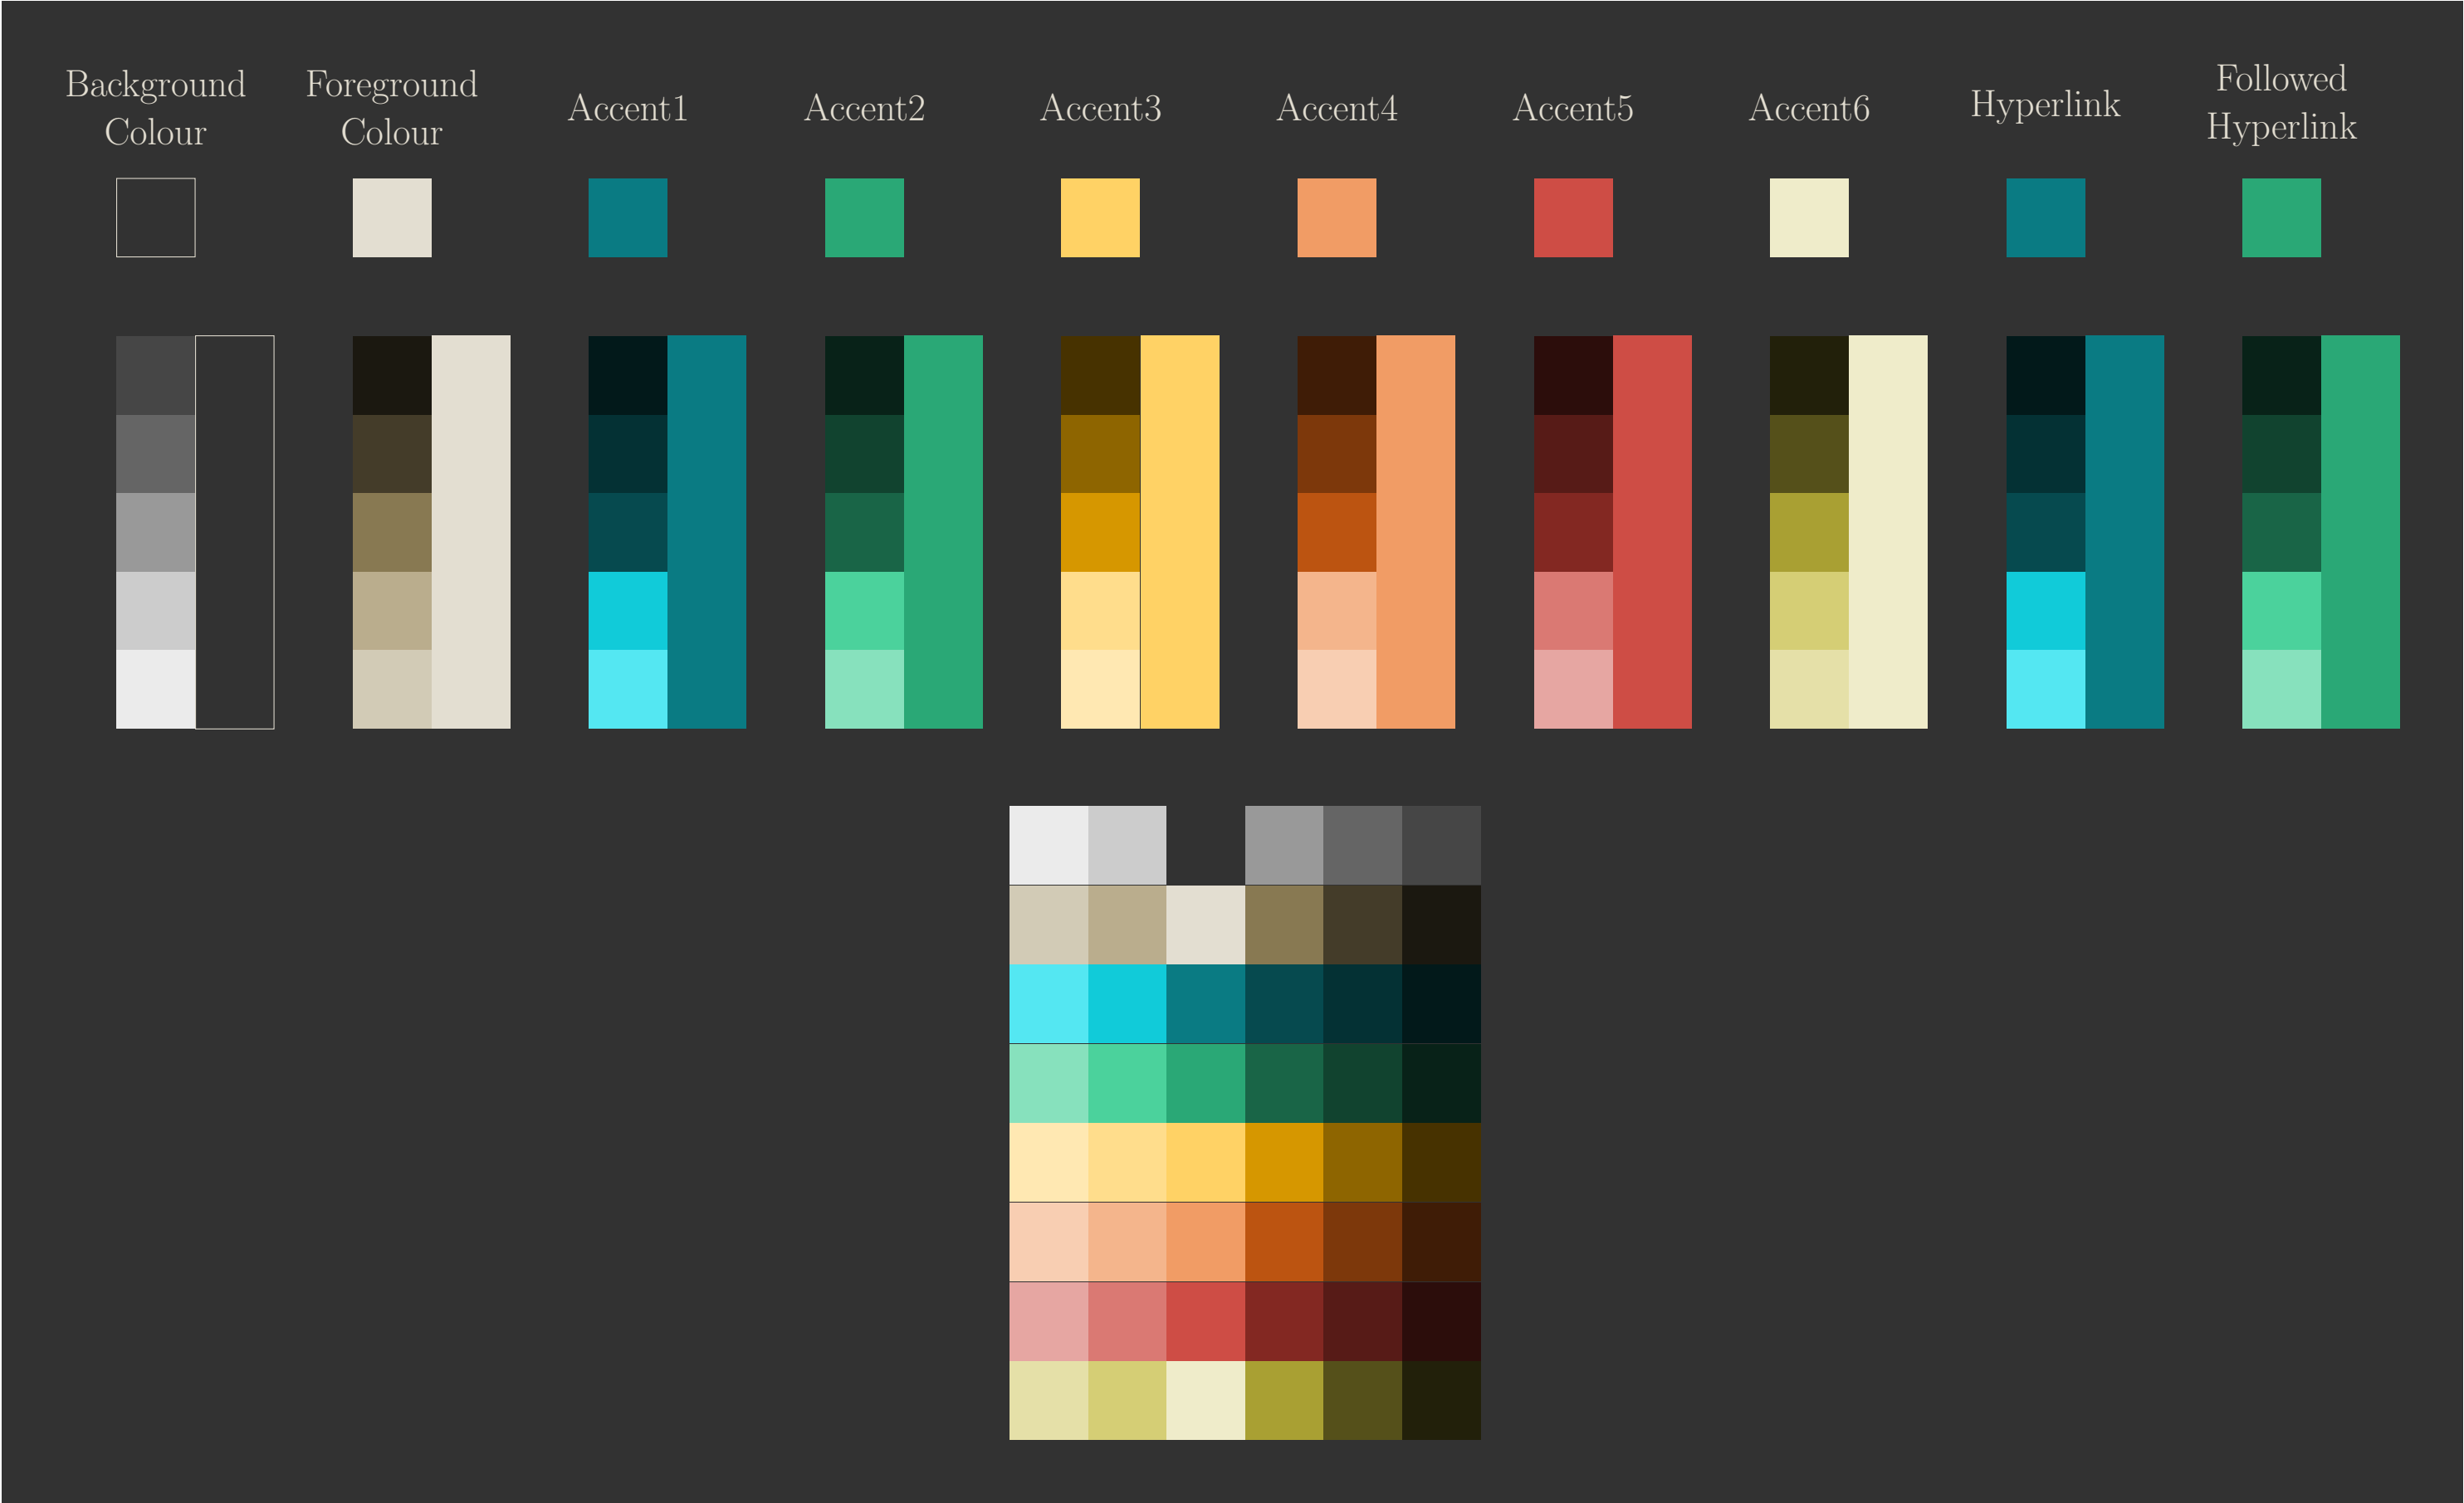 Background
Colour
Foreground
Colour
Accent1
Accent2
Accent3
Accent4
Accent5
Accent6
Hyperlink
Followed
Hyperlink